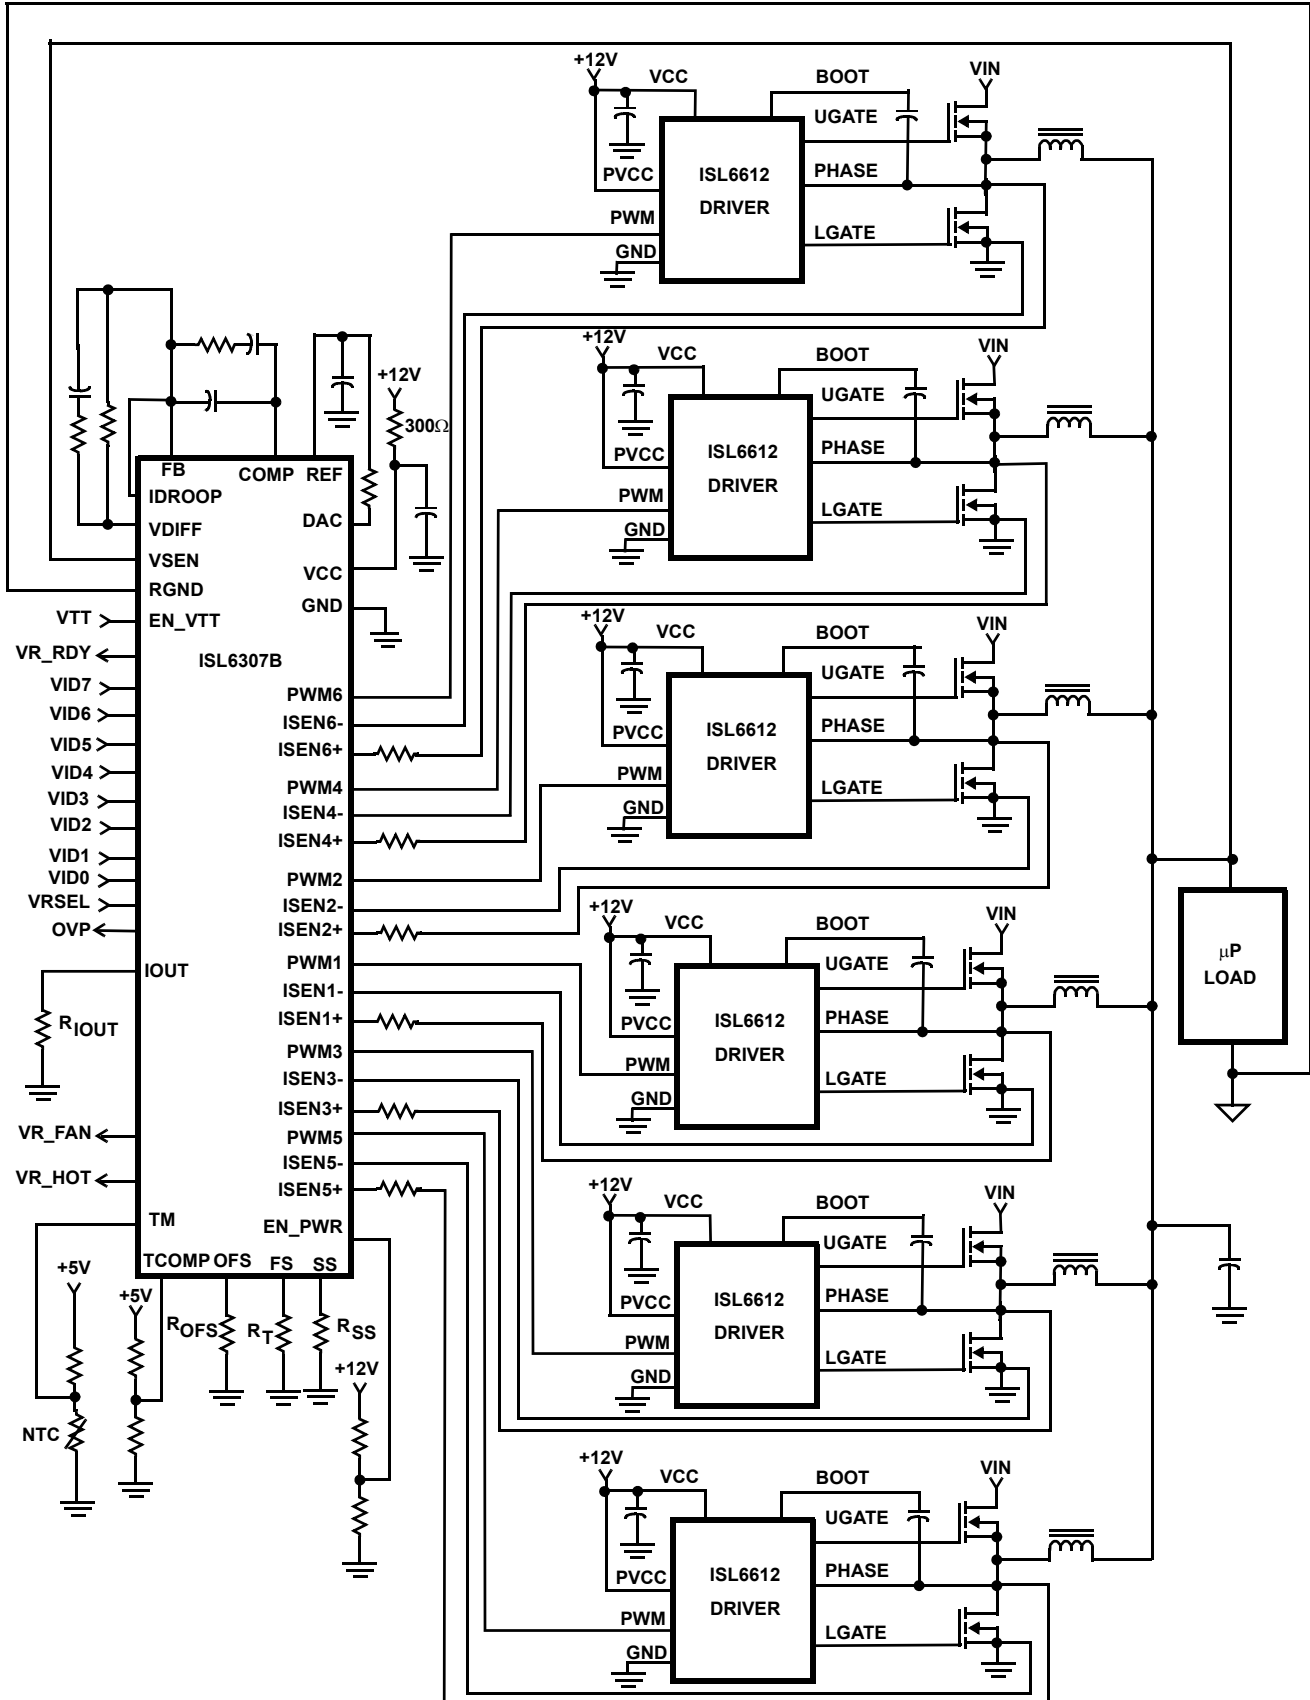 +12V
VCC
BOOT
VIN
UGATE
PVCC
ISL6612
DRIVER
PHASE
PWM
LGATE
GND
+12V
VCC
BOOT
VIN
UGATE
PVCC
ISL6612
DRIVER
PHASE
PWM
LGATE
GND
+12V
VCC
BOOT
VIN
UGATE
PVCC
ISL6612
DRIVER
PHASE
PWM
LGATE
GND
+12V
VCC
BOOT
VIN
UGATE
PVCC
ISL6612
DRIVER
PHASE
PWM
LGATE
GND
+12V
VCC
BOOT
VIN
UGATE
PVCC
ISL6612
DRIVER
PHASE
PWM
LGATE
GND
+12V
VCC
BOOT
VIN
UGATE
PVCC
ISL6612
DRIVER
PHASE
PWM
LGATE
GND
+12V
300Ω
FB
COMP
REF
IDROOP
VDIFF
VSEN
RGND
EN_VTT
DAC
VCC
GND
ISL6307B
VTT
VR_RDY
VID7
VID6
VID5
VID4
VID3
VID2
VID1
VID0
VRSEL
OVP
IOUT
RIOUT
VR_FAN
VR_HOT
TM
PWM6
ISEN6-
ISEN6+
PWM4
ISEN4-
ISEN4+
PWM2
ISEN2-
ISEN2+
PWM1
ISEN1-
ISEN1+
PWM3
ISEN3-
ISEN3+
PWM5
ISEN5-
ISEN5+
EN_PWR
TCOMP
OFS
FS
SS
+5V
+5V
ROFS
RT
RSS
+12V
NTC
μP
LOAD